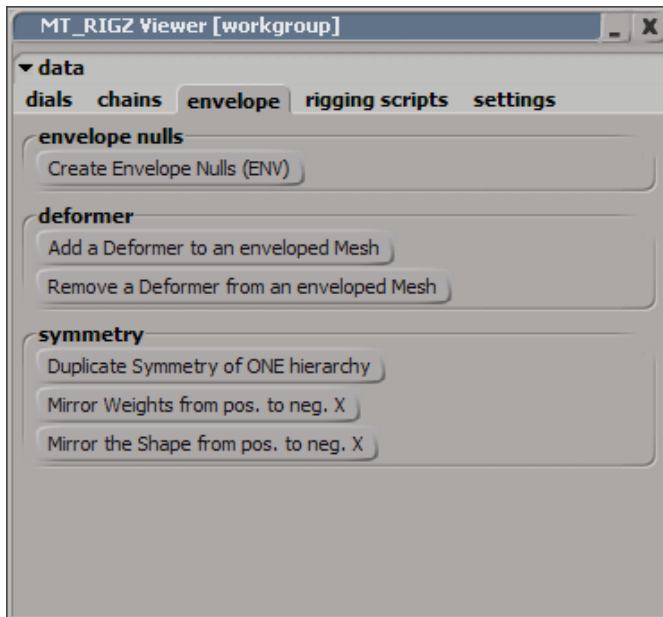 MT_RIGZ Viewer [workgroup]
data
dials chains envelope rigging scripts settings
envelope nulls
Create Envelope Nulls (ENV)
deformer
Add a Deformer to an enveloped Mesh
Remove a Deformer from an enveloped Mesh
symmetry
Duplicate Symmetry of ONE hierarchy
Mirror Weights from pos. to neg. X
Mirror the Shape from pos. to neg. X